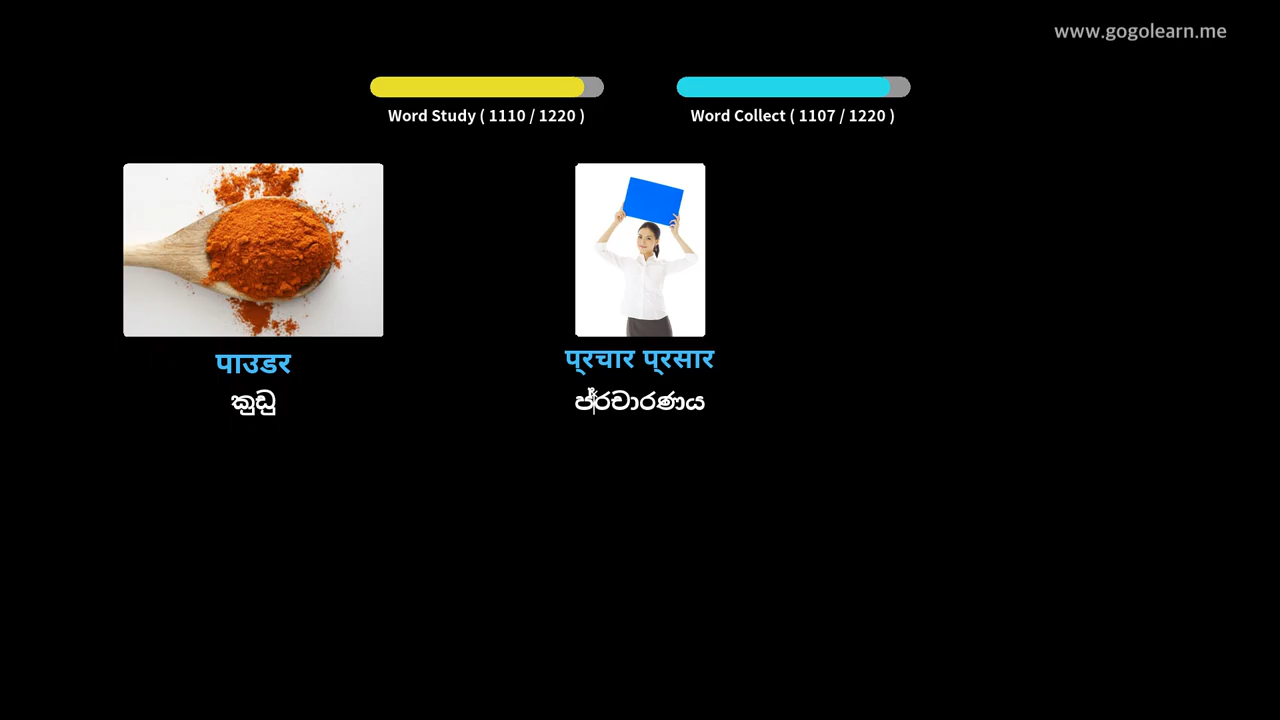 www.gogolearn.me
Word Study ( 1110 / 1220 )
Word Collect ( 1107 / 1220 )
पाउडर
කුඩු
प्रचार प्रसार
ප්‍රචාරණය